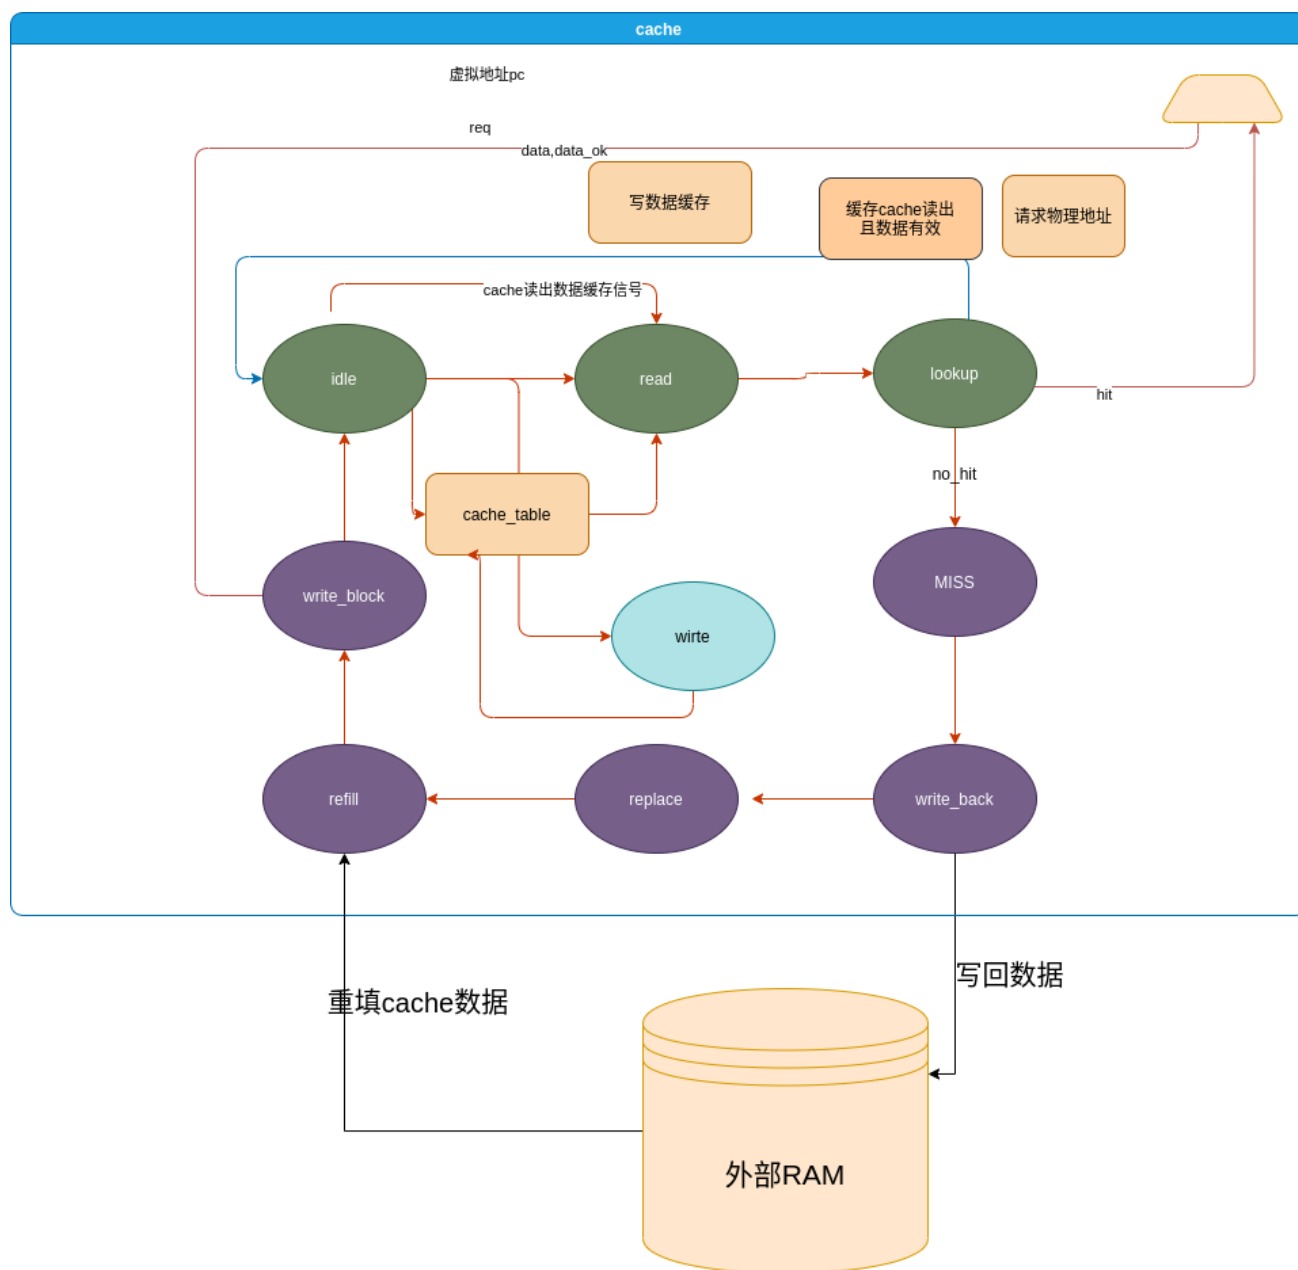 cache
虚拟地址pc
req
data,data_ok
写数据缓存
缓存cache读出
且数据有效
请求物理地址
cache读出数据缓存信号
idle
read
lookup
hit
no_hit
cache_table
MISS
write_block
wirte
refill
replace
write_back
写回数据
重填cache数据
外部RAM